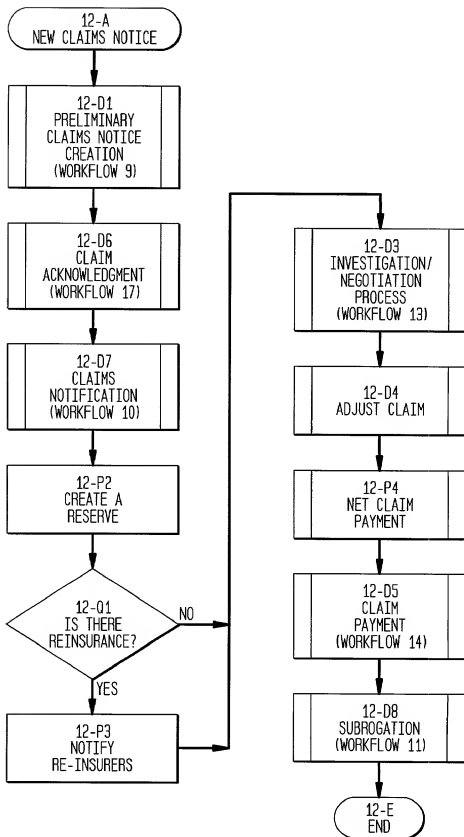 12-A
NEW CLAIMS NOTICE
12-D1
PRELIMINARY
CLAIMS NOTICE
CREATION
(WORKFLOW 9)
12-D6
CLAIM
ACKNOWLEDGMENT
(WORKFLOW 17)
12-D7
CLAIMS
NOTIFICATION
(WORKFLOW 10)
12-P2
CREATE A
RESERVE
12-Q1
IS THERE
REINSURANCE?
NO
YES
12-P3
NOTIFY
RE-INSURERS
12-D3
INVESTIGATION/
NEGOTIATION
PROCESS
(WORKFLOW 13)
12-D4
ADJUST CLAIM
12-P4
NET CLAIM
PAYMENT
12-D5
CLAIM
PAYMENT
(WORKFLOW 14)
12-D8
SUBROGATION
(WORKFLOW 11)
12-E
END